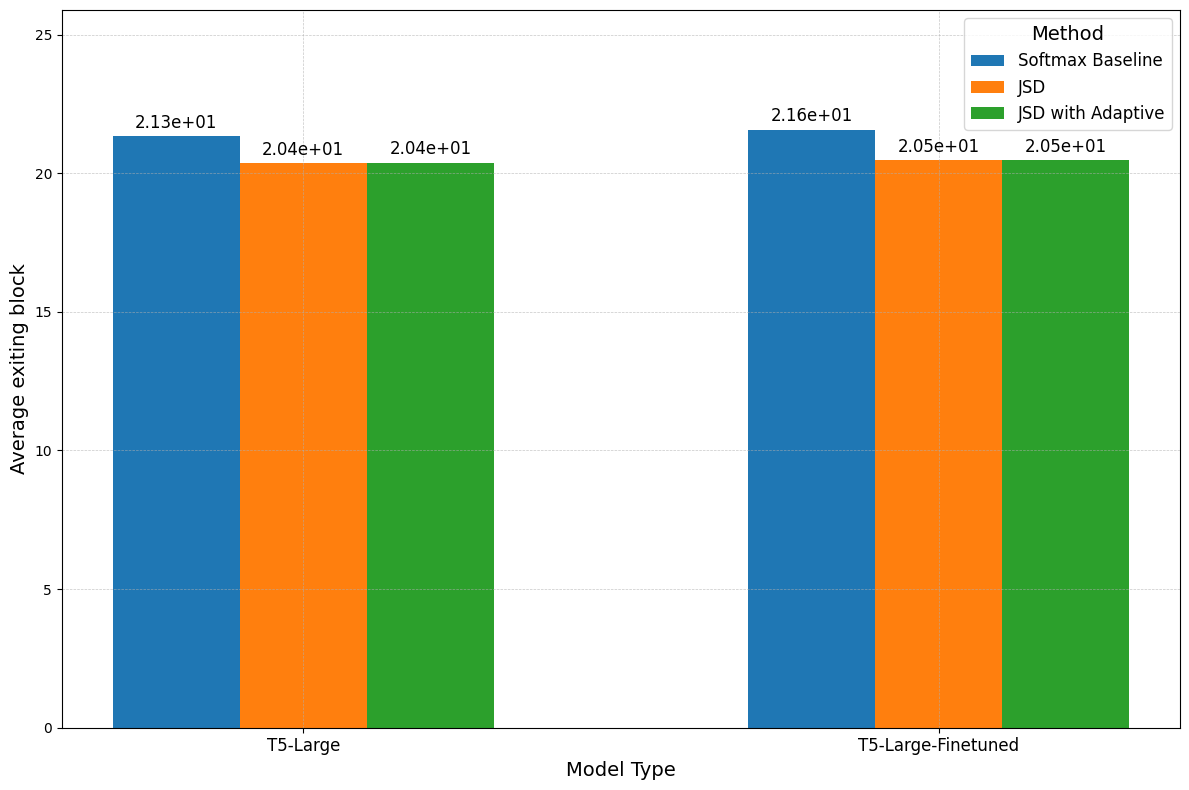 25
20
15
10
5
0
Average exiting block
2.13e+01
2.04e+01
2.04e+01
2.16e+01
2.05e+01
2.05e+01
Method
Softmax Baseline
JSD
JSD with Adaptive
T5-Large
T5-Large-Finetuned
Model Type